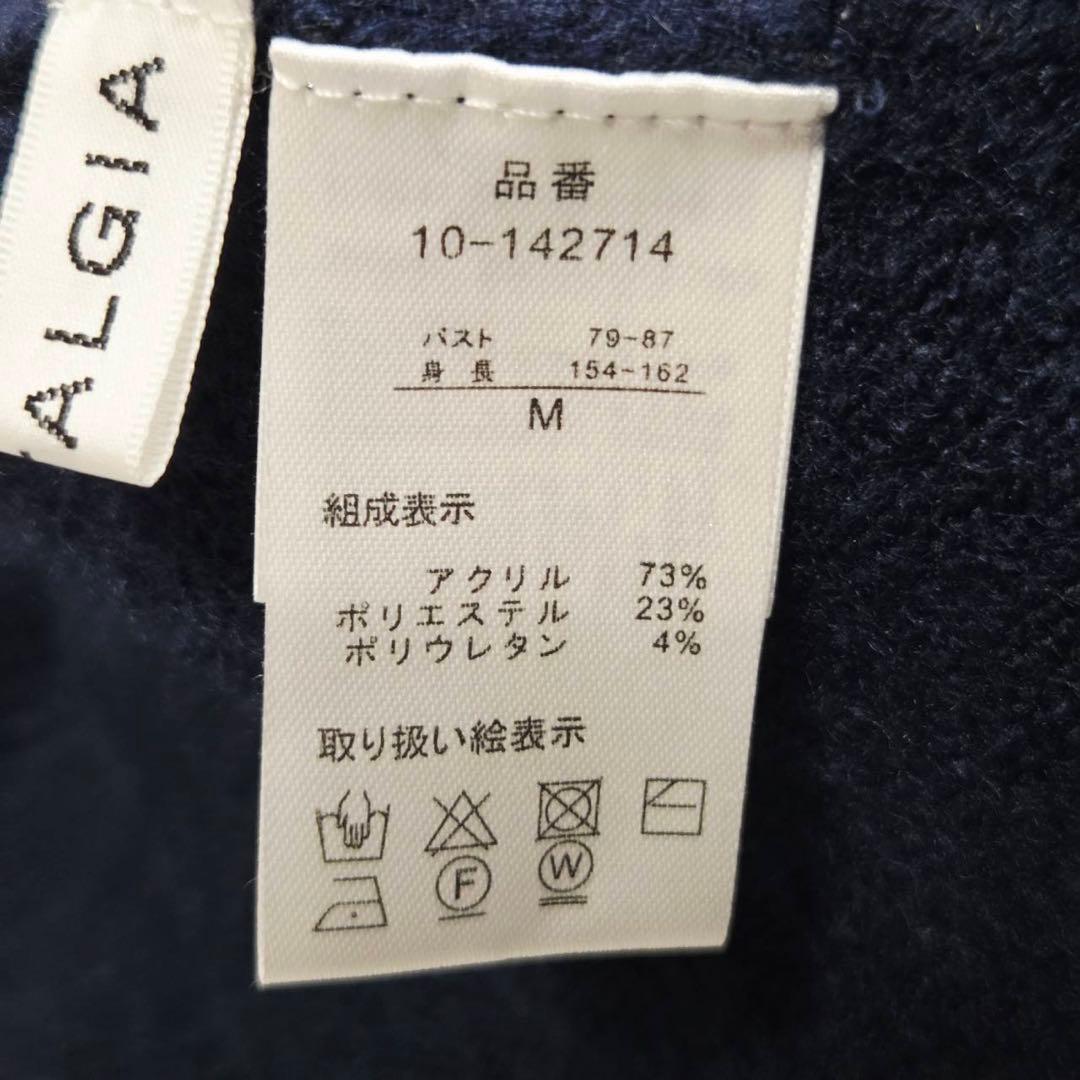 ALGIA
品番
10-142714
バスト 79-87
身長 154-162
M
組成表示
アクリル 73%
ポリエステル 23%
ポリウレタン 4%
取り扱い絵表示
F
W